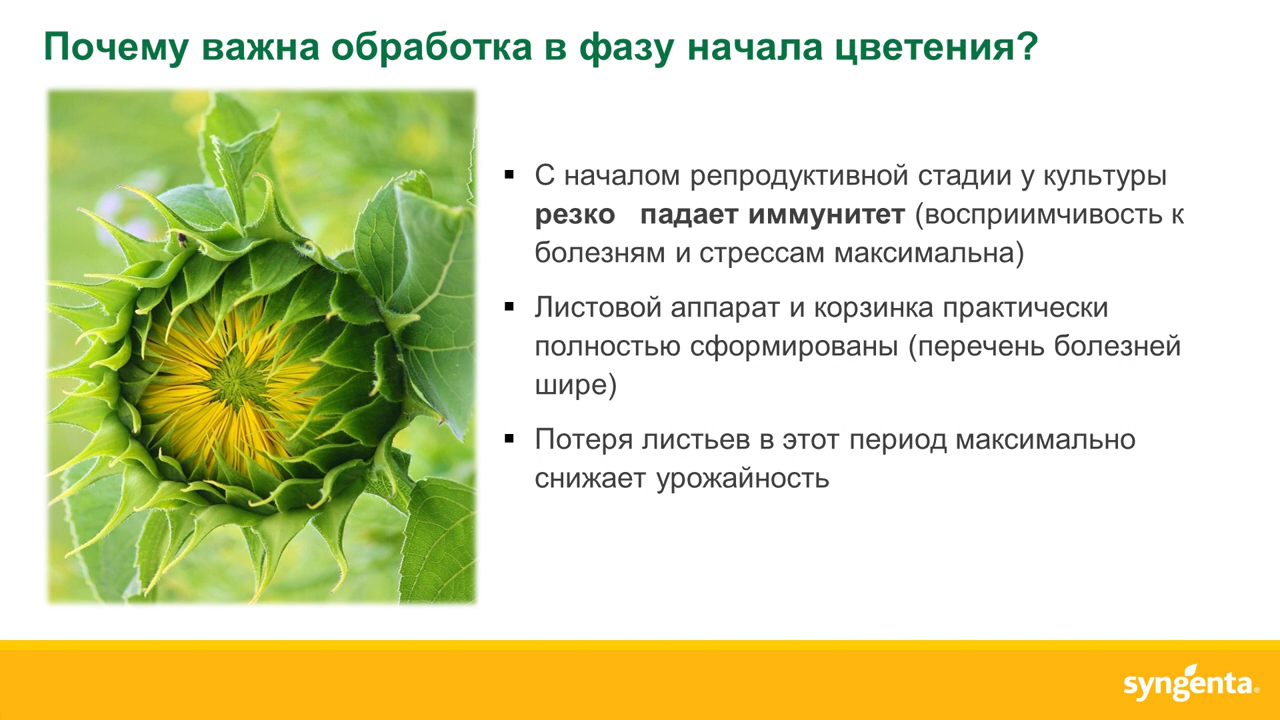 Почему важна обработка в фазу начала цветения?
С началом репродуктивной стадии у культуры
резко падает иммунитет (восприимчивость к
болезням и стрессам максимальна)
Листовой аппарат и корзинка практически
полностью сформированы (перечень болезней
шире)
Потеря листьев в этот период максимально
снижает урожайность
syngenta®